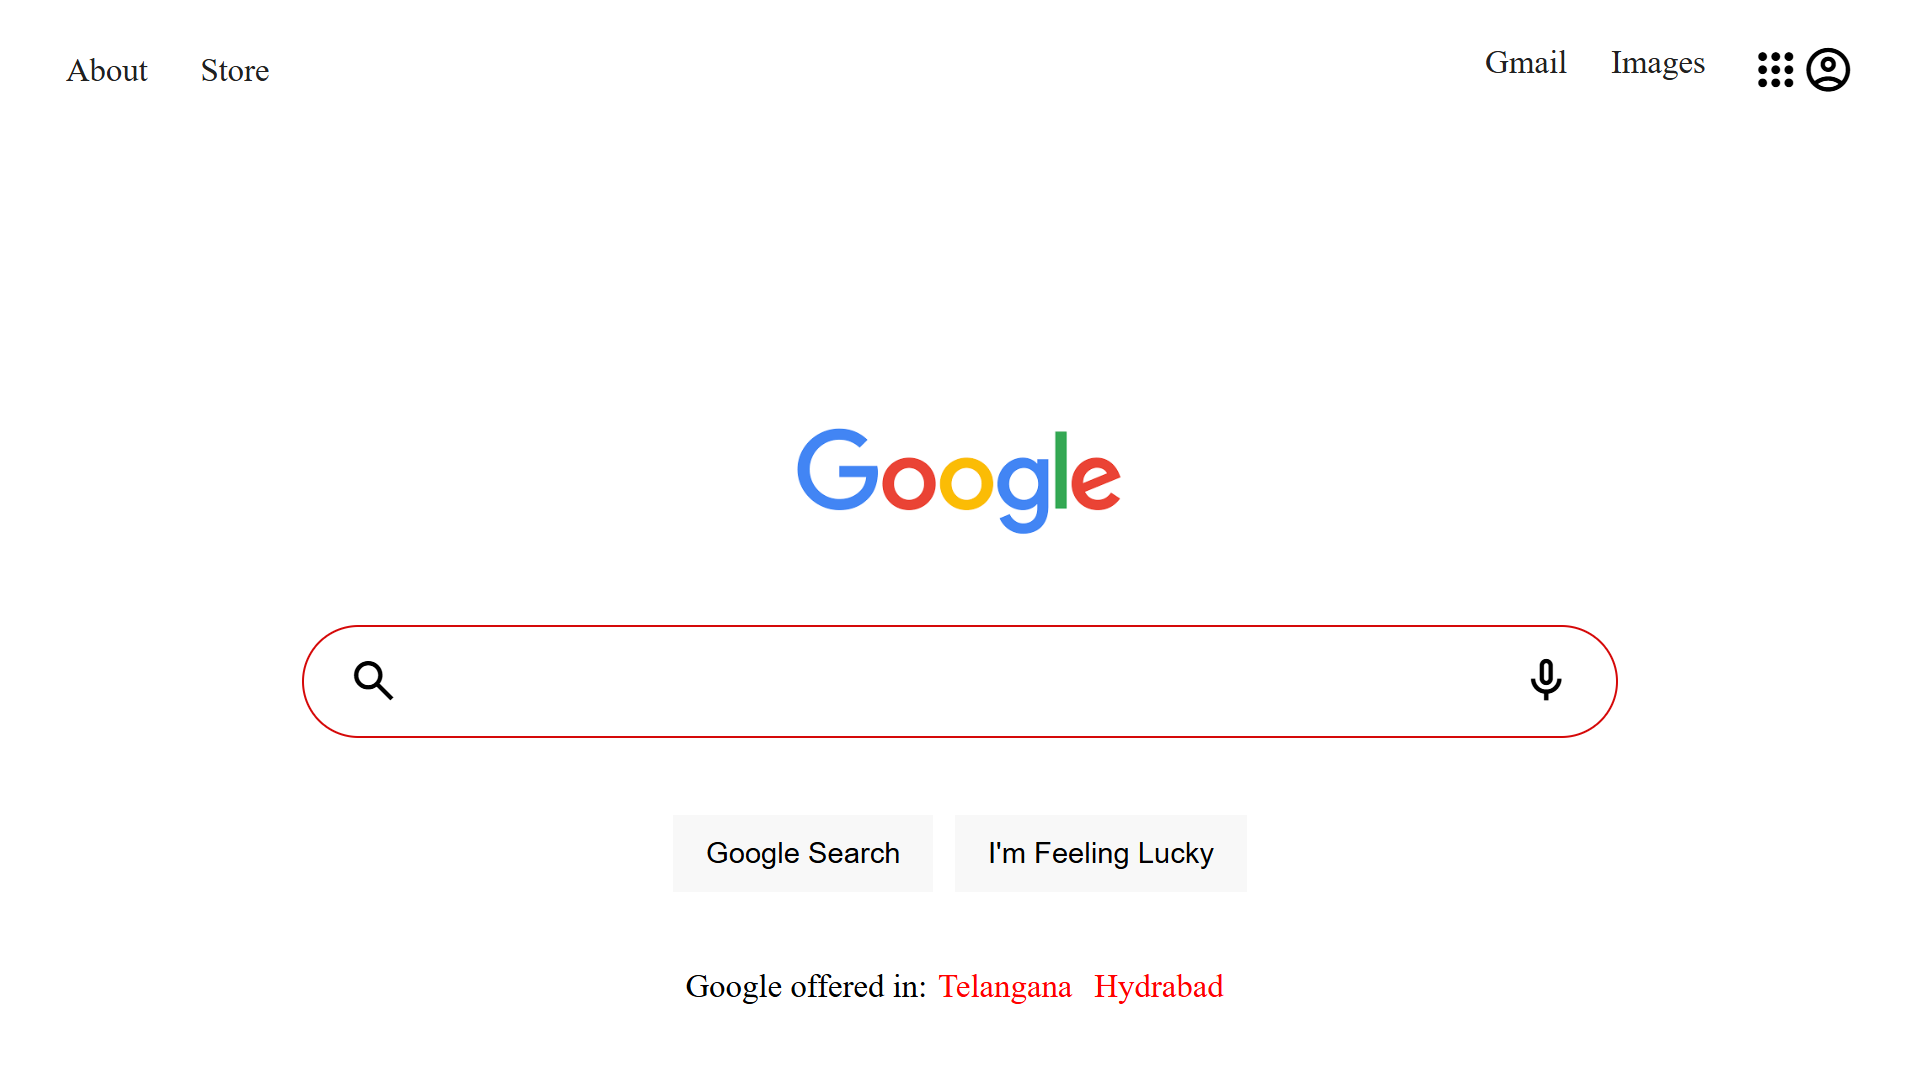 About Store Gmail Images
Google
Google Search I'm Feeling Lucky
Google offered in: Telangana Hydrabad